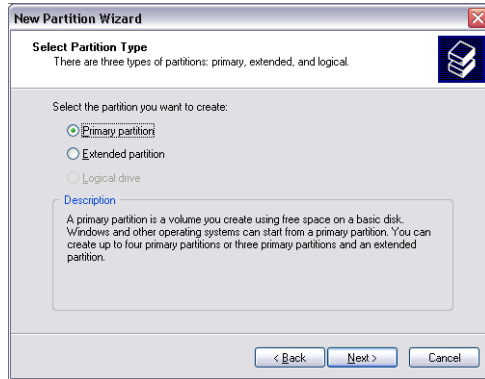 New Partition Wizard
Select Partition Type
There are three types of partitions: primary, extended, and logical.
Select the partition you want to create:
Primary partition
Extended partition
Logical drive
Description
A primary partition is a volume you create using free space on a basic disk.
Windows and other operating systems can start from a primary partition. You can
create up to four primary partitions or three primary partitions and an extended
partition.
< Back
Next >
Cancel